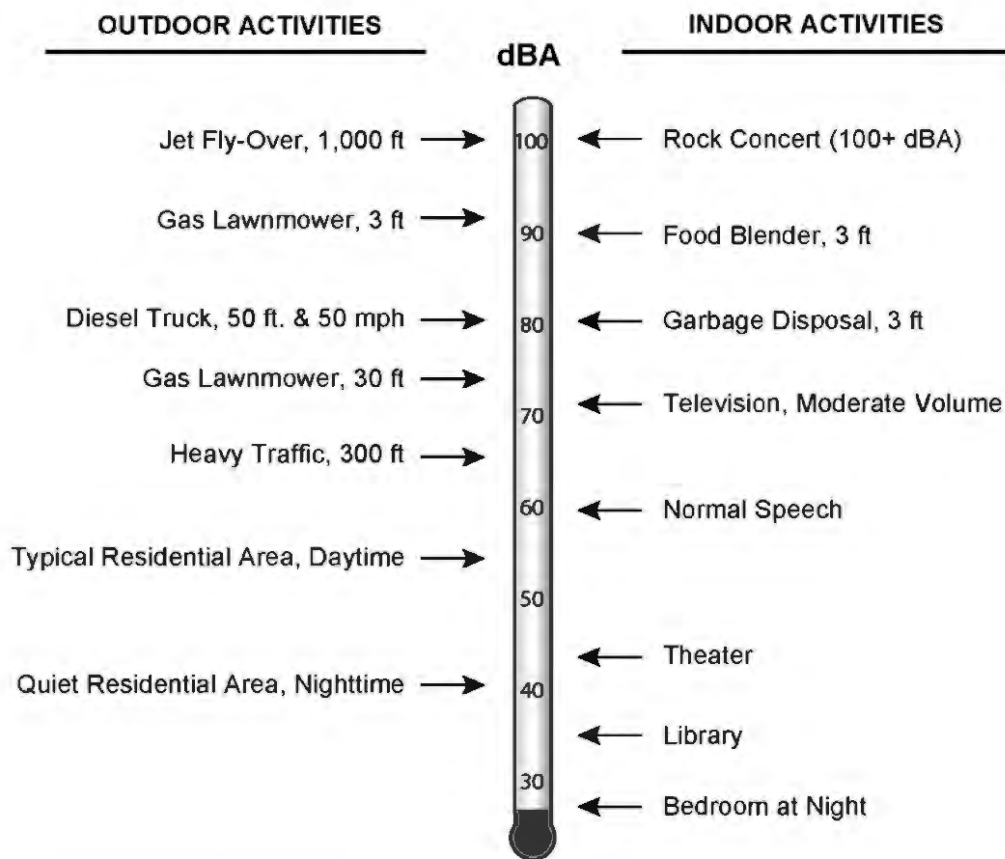 OUTDOOR ACTIVITIES
dBA
INDOOR ACTIVITIES
Jet Fly-Over, 1,000 ft
100
Rock Concert (100+ dBA)
Gas Lawnmower, 3 ft
90
Food Blender, 3 ft
Diesel Truck, 50 ft. & 50 mph
80
Garbage Disposal, 3 ft
Gas Lawnmower, 30 ft
70
Television, Moderate Volume
Heavy Traffic, 300 ft
60
Normal Speech
Typical Residential Area, Daytime
50
Theater
Quiet Residential Area, Nighttime
40
Library
30
Bedroom at Night